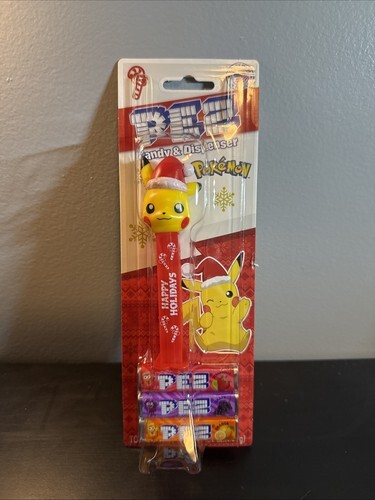 PEZ
Candy & Dispenser
POKéMON
HAPPY
HOLIDAYS
PEZ
PEZ
PEZ